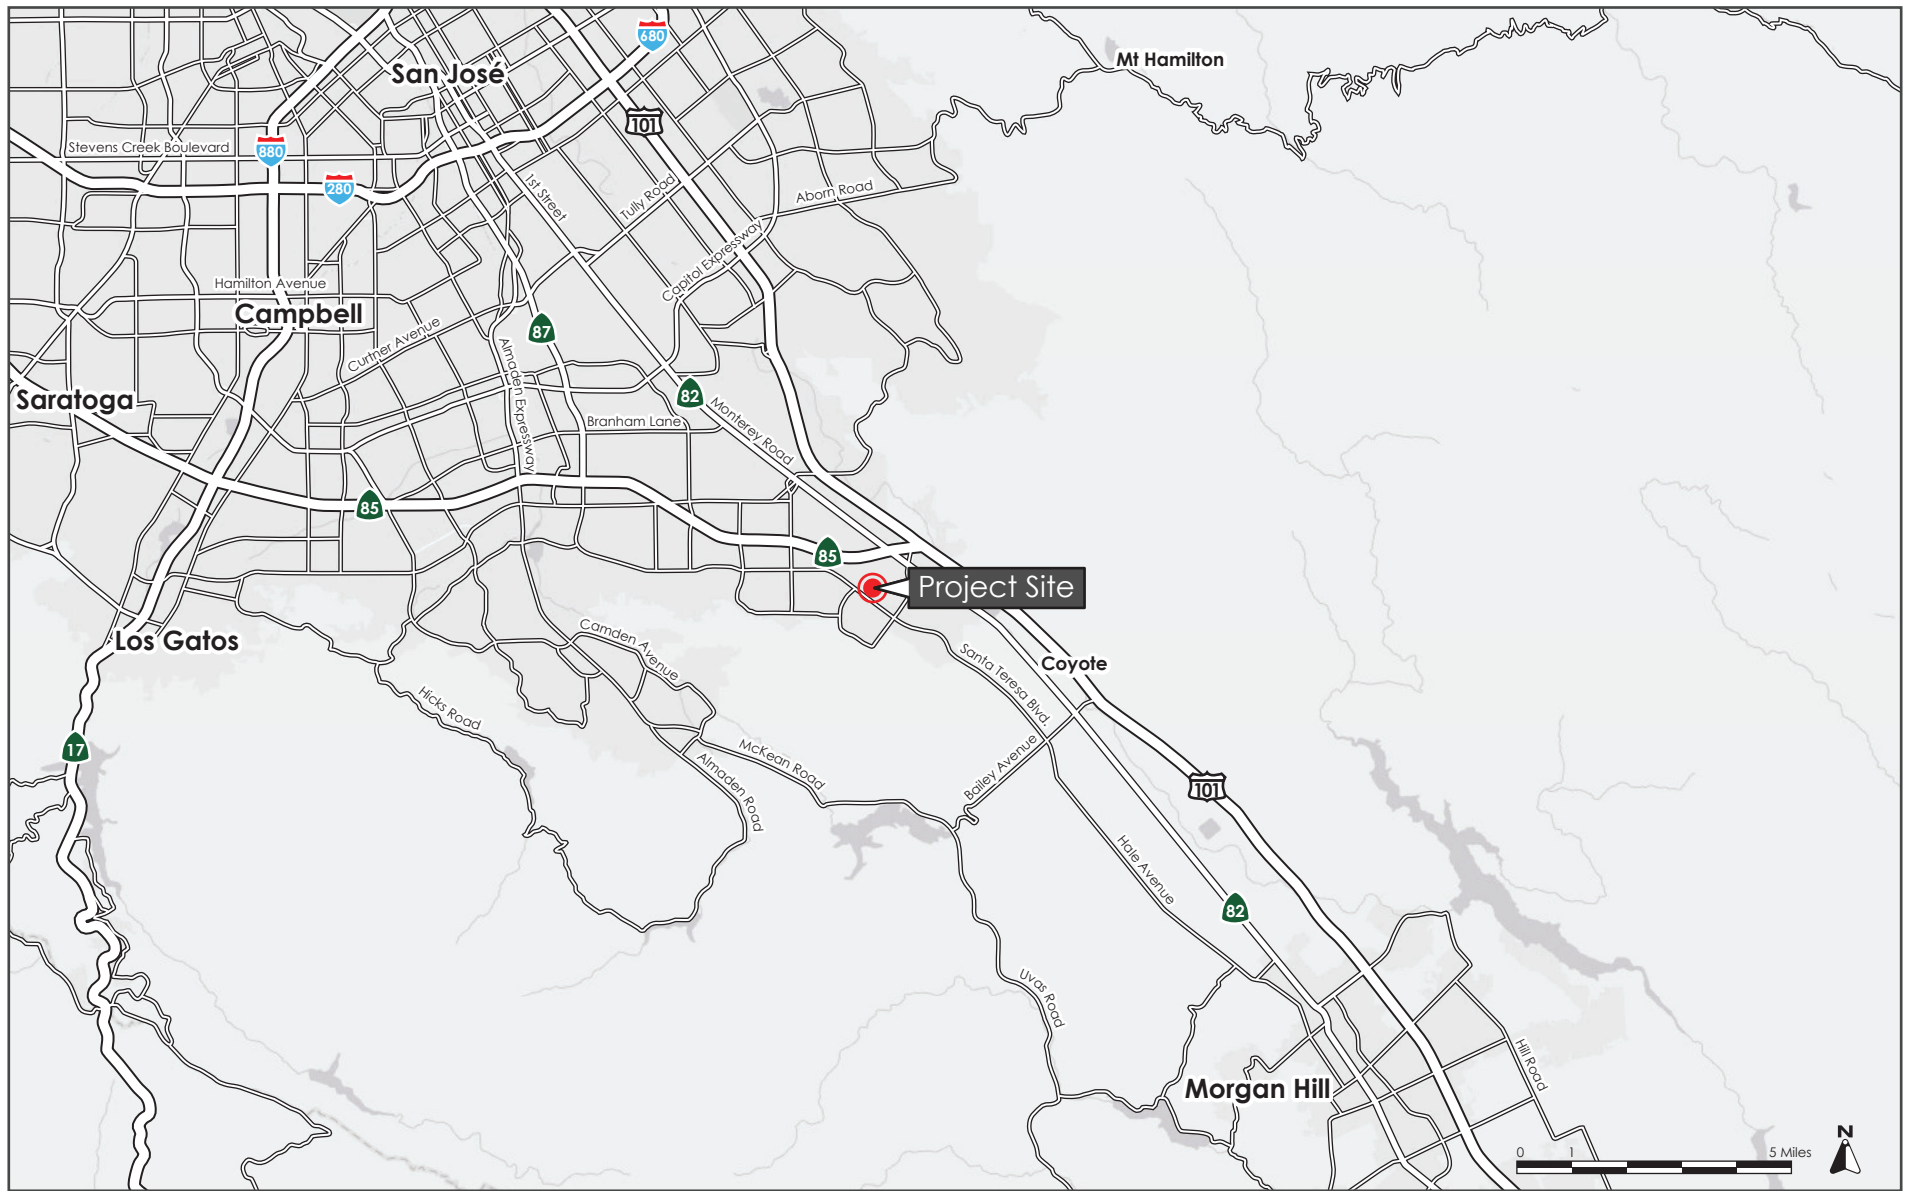 680
Mt Hamilton
San José
101
Stevens Creek Boulevard
880
280
1st Street
Tully Road
Aborn Road
Capitol Expressway
Hamilton Avenue
Campbell
87
Curtner Avenue
Almaden Expressway
82
Saratoga
Monterey Road
Branham Lane
85
85
Project Site
Los Gatos
Camden Avenue
Santa Teresa Blvd.
Coyote
Hicks Road
17
McKean Road
Almaden Road
Bailey Avenue
101
Hale Avenue
82
Uvas Road
Hill Road
Morgan Hill
0 1 5 Miles
N